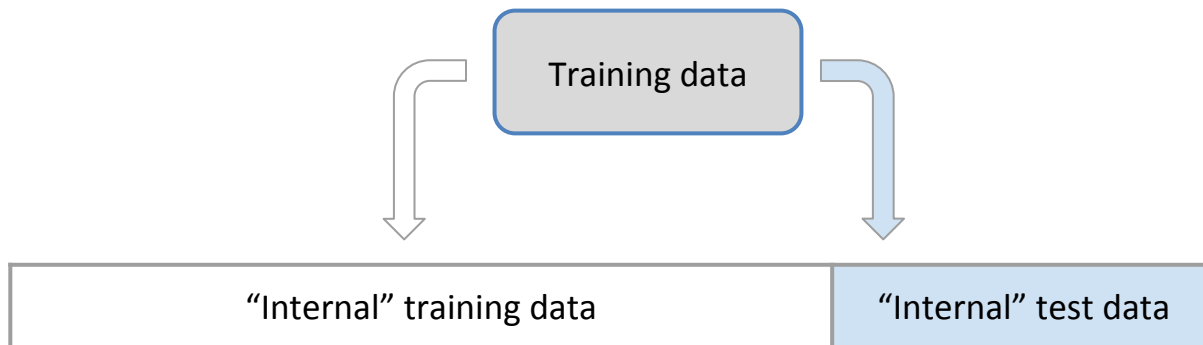 Training data
“Internal” training data
“Internal” test data